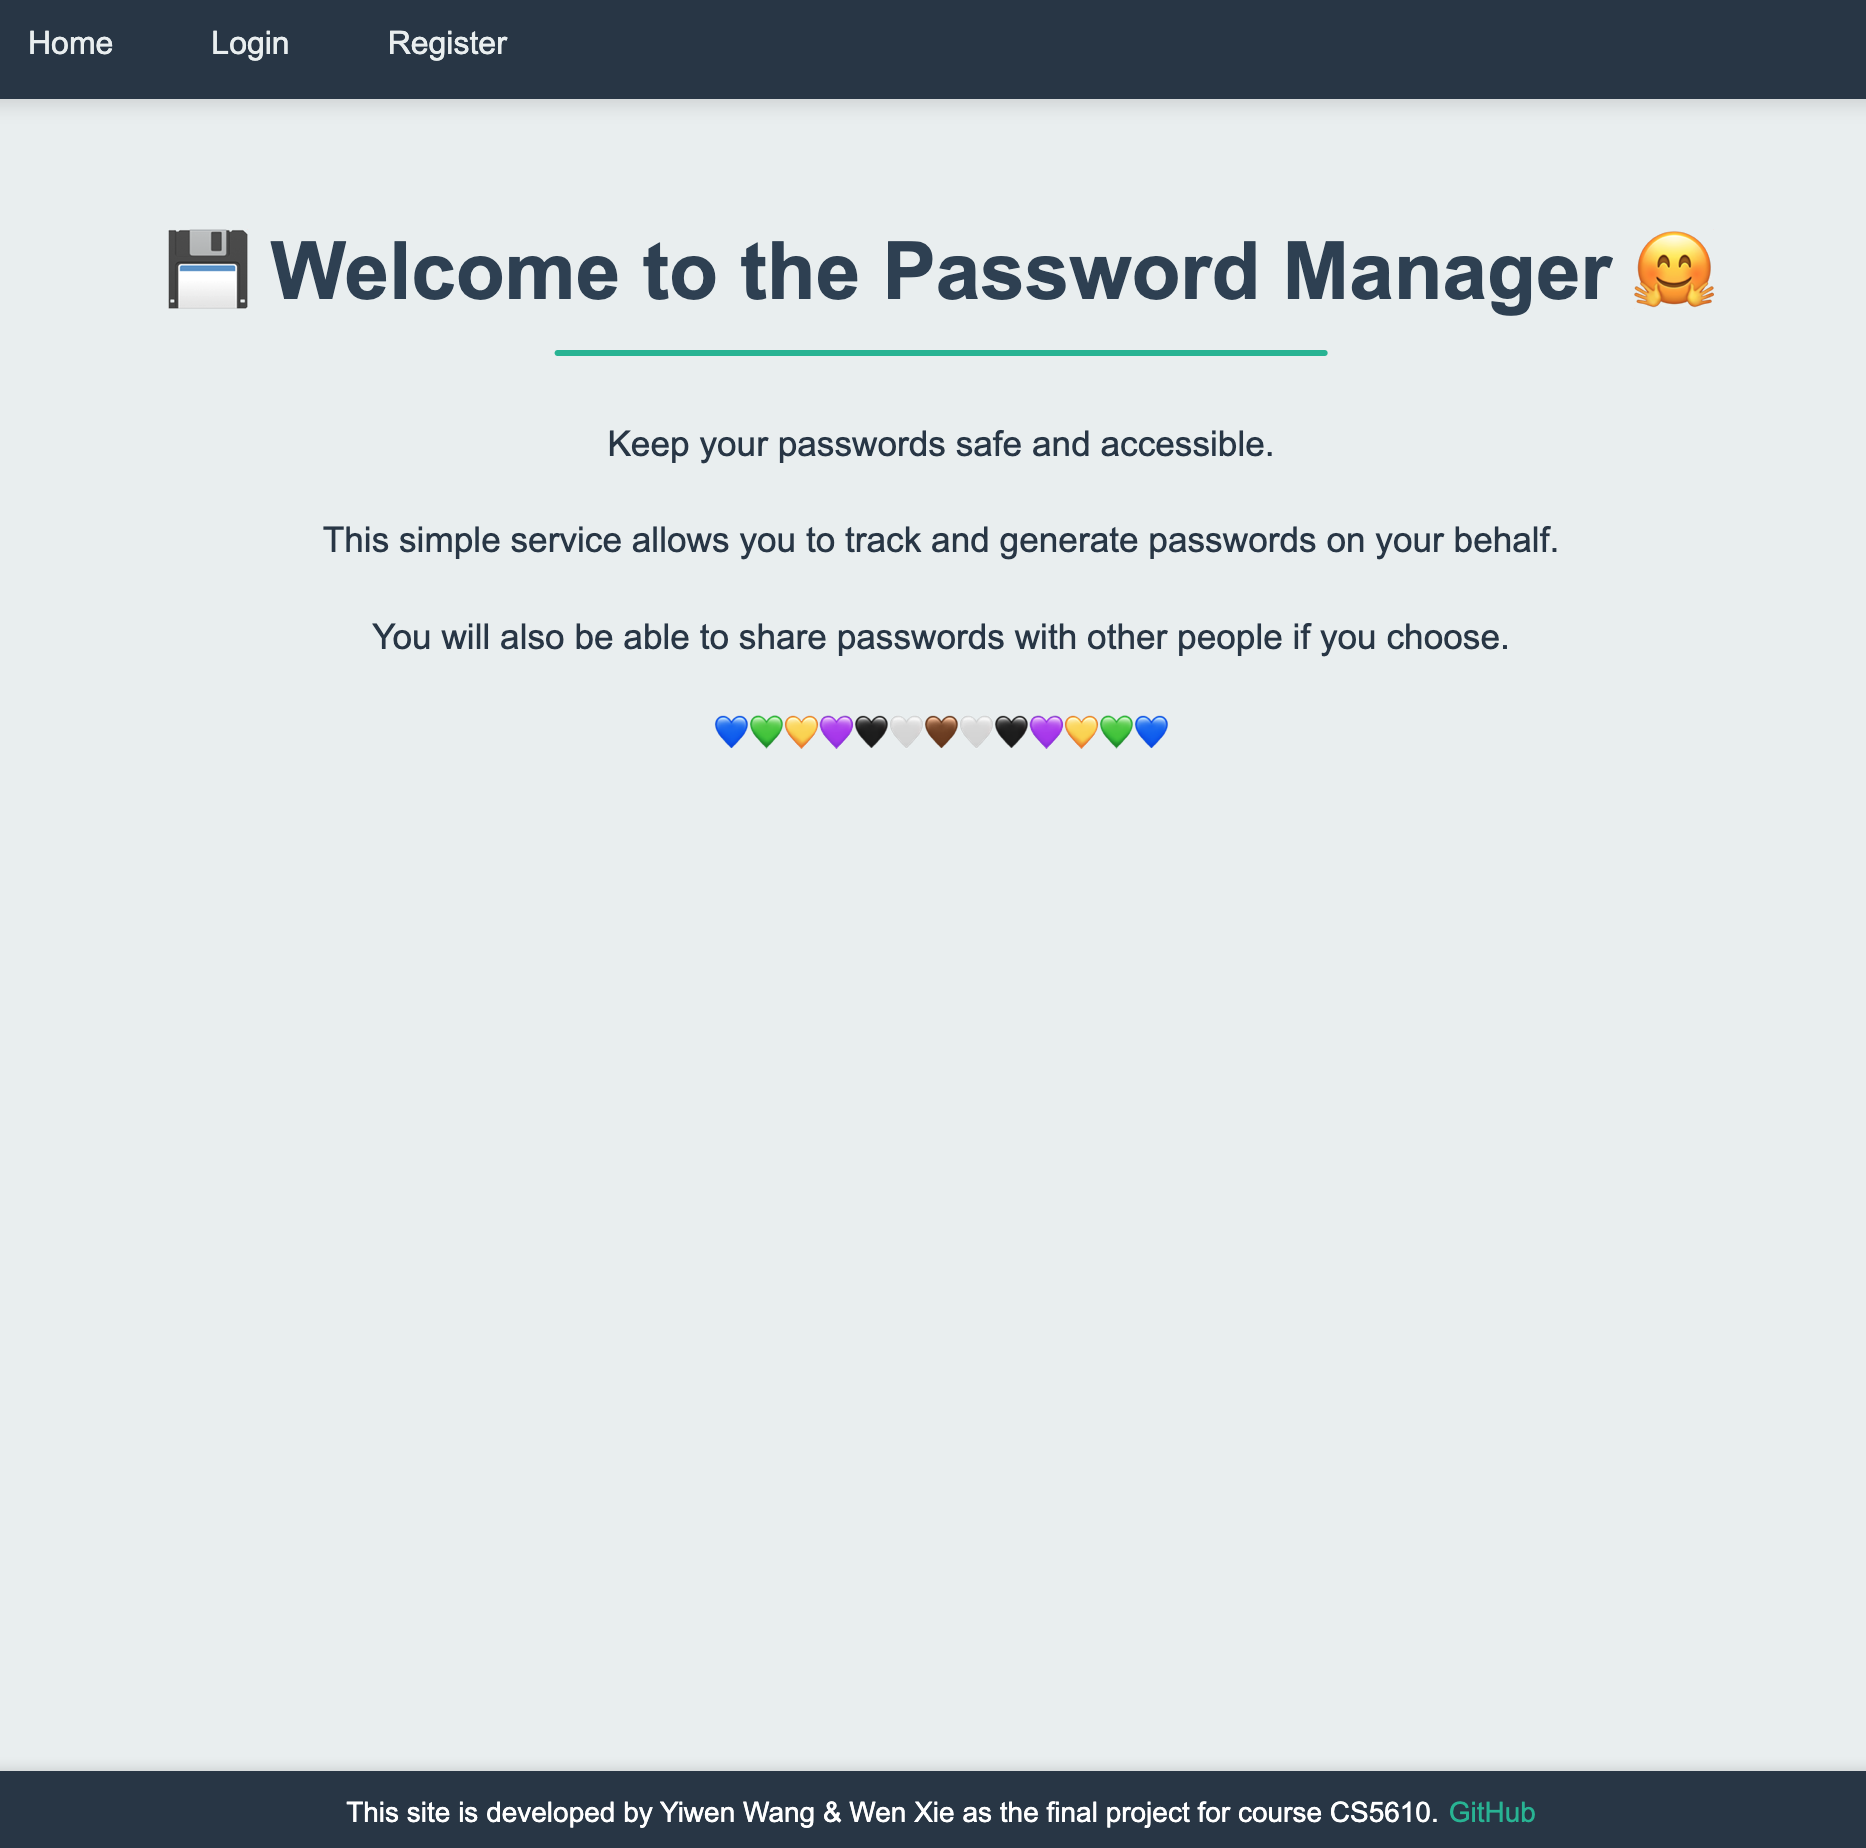 Home Login Register
💾 Welcome to the Password Manager 🤗
Keep your passwords safe and accessible.
This simple service allows you to track and generate passwords on your behalf.
You will also be able to share passwords with other people if you choose.
💙💚💛💜🖤🤍🤎🤍🖤💜💛💚💙
This site is developed by Yiwen Wang & Wen Xie as the final project for course CS5610. GitHub